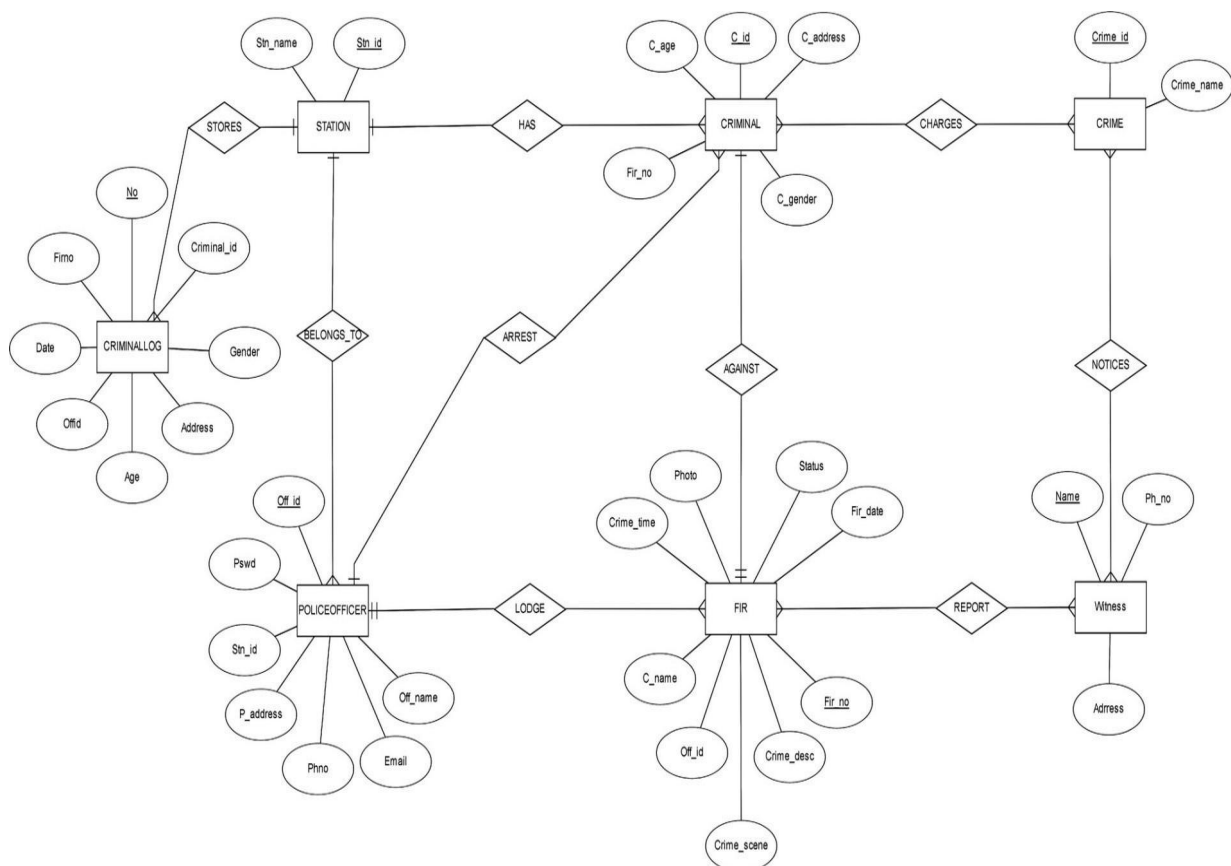 Stn_name
Stn_id
C_age
C_id
C_address
Crime_id
Crime_name
STORES
STATION
HAS
CRIMINAL
CHARGES
CRIME
Fir_no
C_gender
No
Firno
Criminal_id
Date
CRIMINALLOG
Gender
Offid
Address
Age
BELONGS_TO
ARREST
AGAINST
NOTICES
Off_id
Photo
Status
Crime_time
Fir_date
Name
Ph_no
Pswd
POLICEOFFICER
LODGE
FIR
REPORT
Witness
Stn_id
P_address
Phno
Email
Off_name
C_name
Off_id
Crime_scene
Crime_desc
Fir_no
Adrress